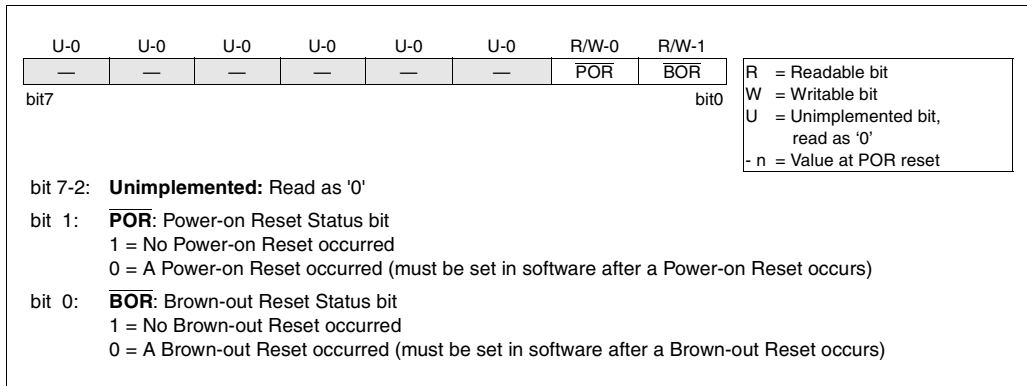 U-0 U-0 U-0 U-0 U-0 U-0 R/W-0 R/W-1
— — — — — — POR BOR
bit7 bit0
R = Readable bit
W = Writable bit
U = Unimplemented bit,
read as ‘0’
- n = Value at POR reset
bit 7-2: Unimplemented: Read as '0'
bit 1: POR: Power-on Reset Status bit
1 = No Power-on Reset occurred
0 = A Power-on Reset occurred (must be set in software after a Power-on Reset occurs)
bit 0: BOR: Brown-out Reset Status bit
1 = No Brown-out Reset occurred
0 = A Brown-out Reset occurred (must be set in software after a Brown-out Reset occurs)